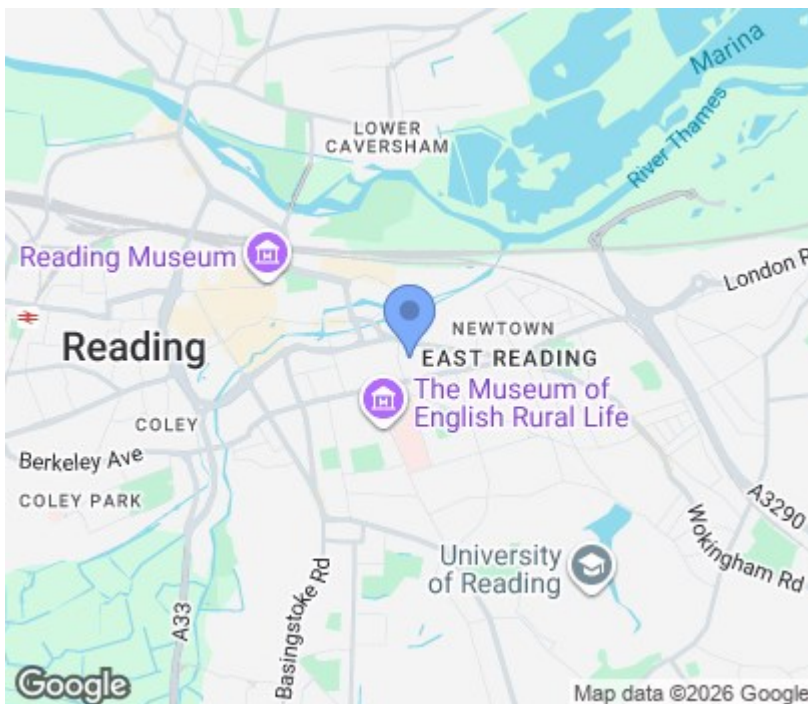 Marina
LOWER
CAVERSHAM
River Thames
Reading Museum
London R
NEWTOWN
Reading
EAST READING
The Museum of
English Rural Life
COLEY
Berkeley Ave
COLEY PARK
A3290
Wokingham Rd
University
of Reading
A33
Basingstoke Rd
Google
Map data ©2026 Google